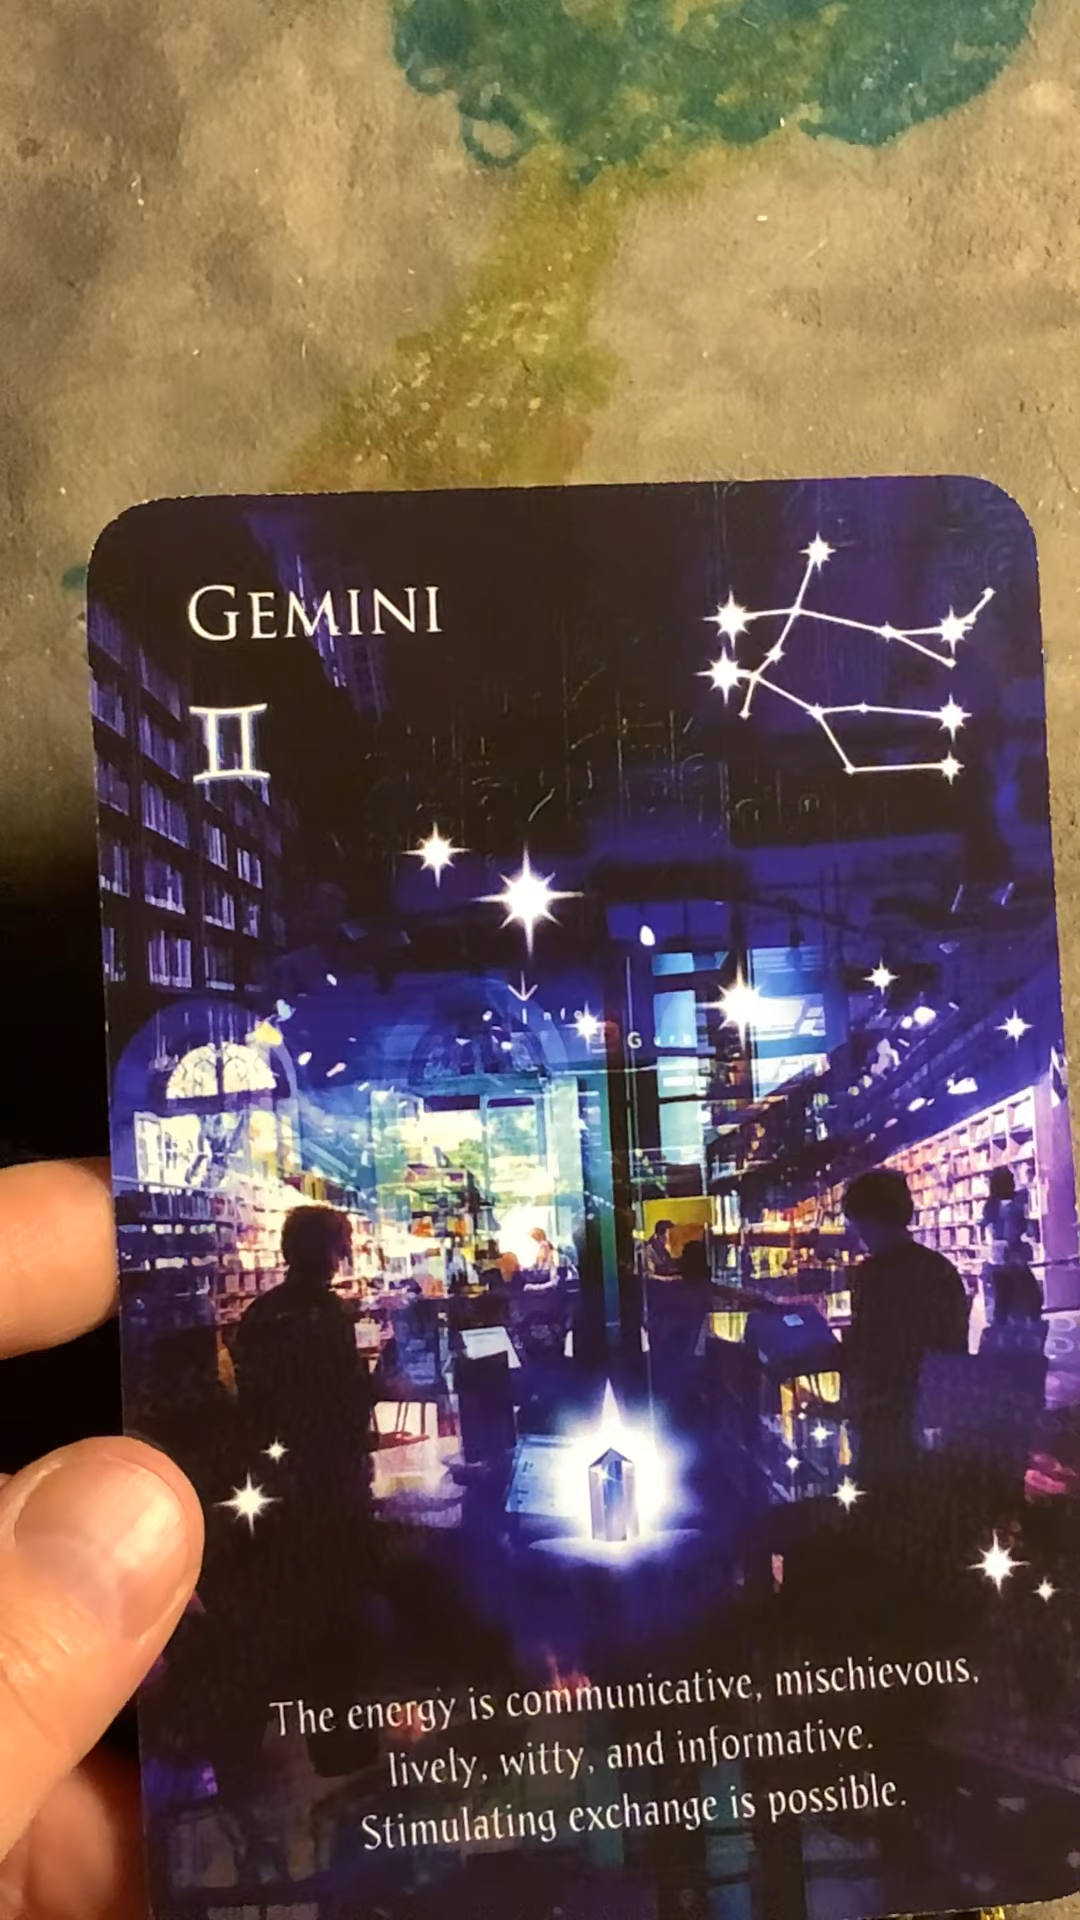 GEMINI
♊
The energy is communicative, mischievous,
lively, witty, and informative.
Stimulating exchange is possible.